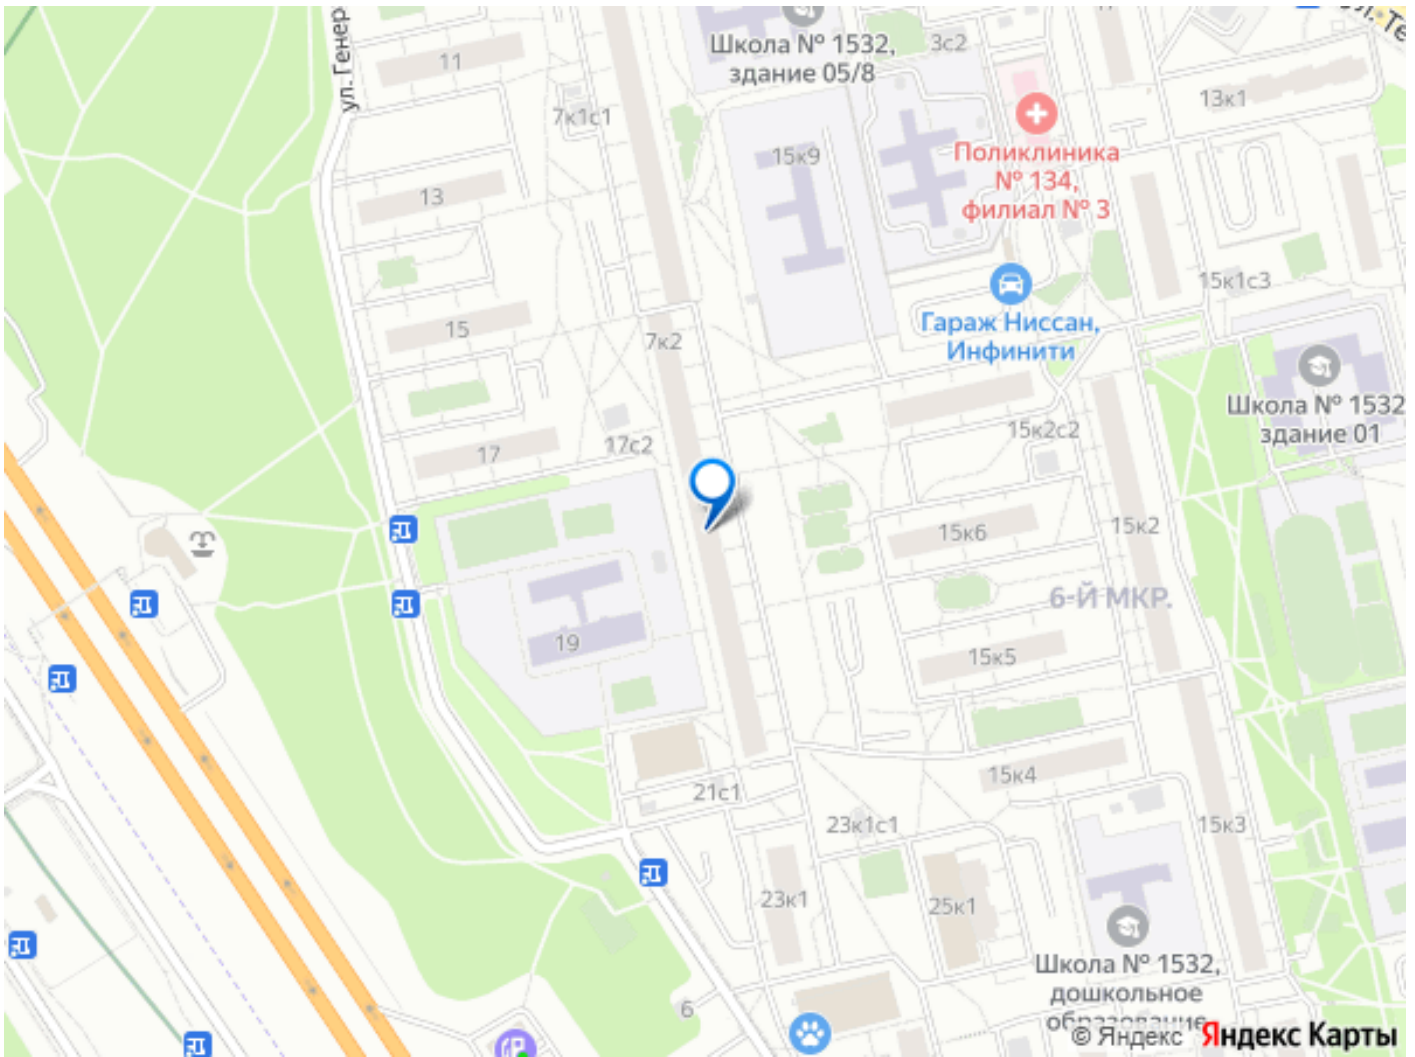 ул. Генер
11
Школа № 1532,
здание 05/8
3с2
13к1
7к1с1
15к9
Поликлиника
№ 134,
филиал № 3
13
15
7к2
Гараж Ниссан,
Инфинити
15к1с3
Школа № 1532
здание 01
17
17с2
15к2с2
15к6
15к2
6-Й МКР.
19
15к5
21с1
15к4
23к1с1
15к3
23к1
25к1
Школа № 1532,
дошкольное
образование
6
© Яндекс Яндекс Карты